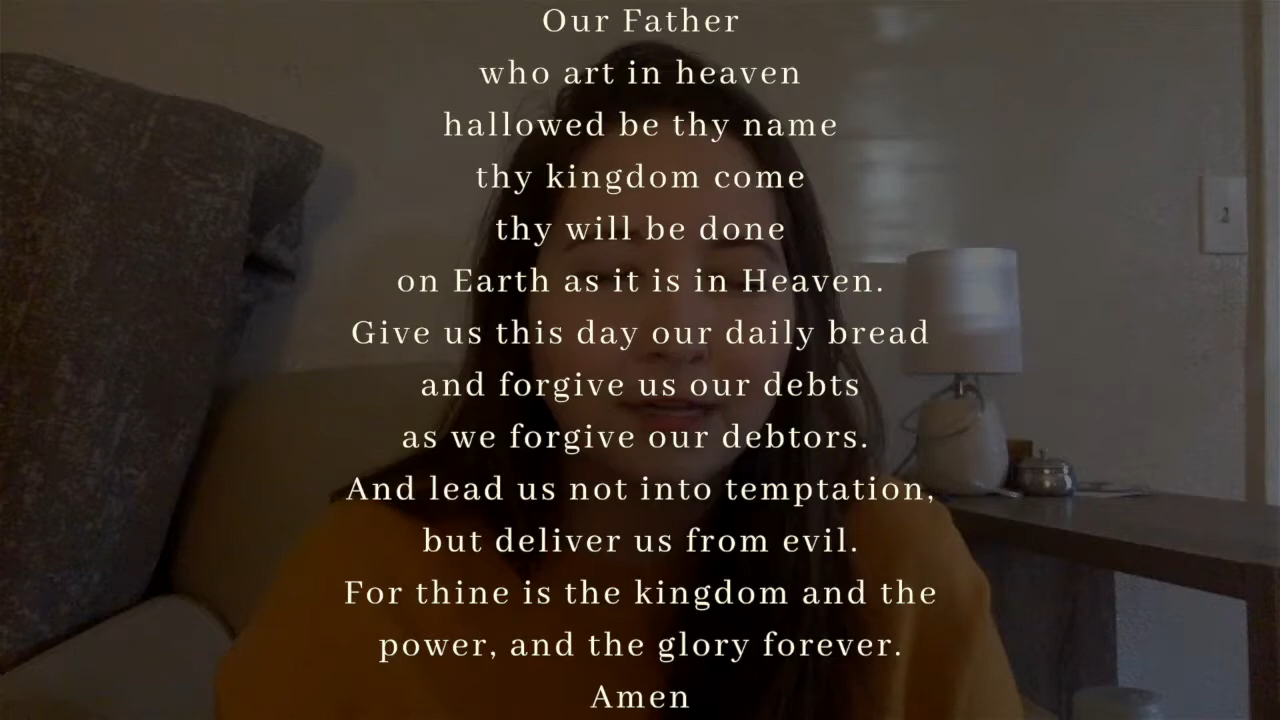 Our Father
who art in heaven
hallowed be thy name
thy kingdom come
thy will be done
on Earth as it is in Heaven.
Give us this day our daily bread
and forgive us our debts
as we forgive our debtors.
And lead us not into temptation,
but deliver us from evil.
For thine is the kingdom and the
power, and the glory forever.
Amen